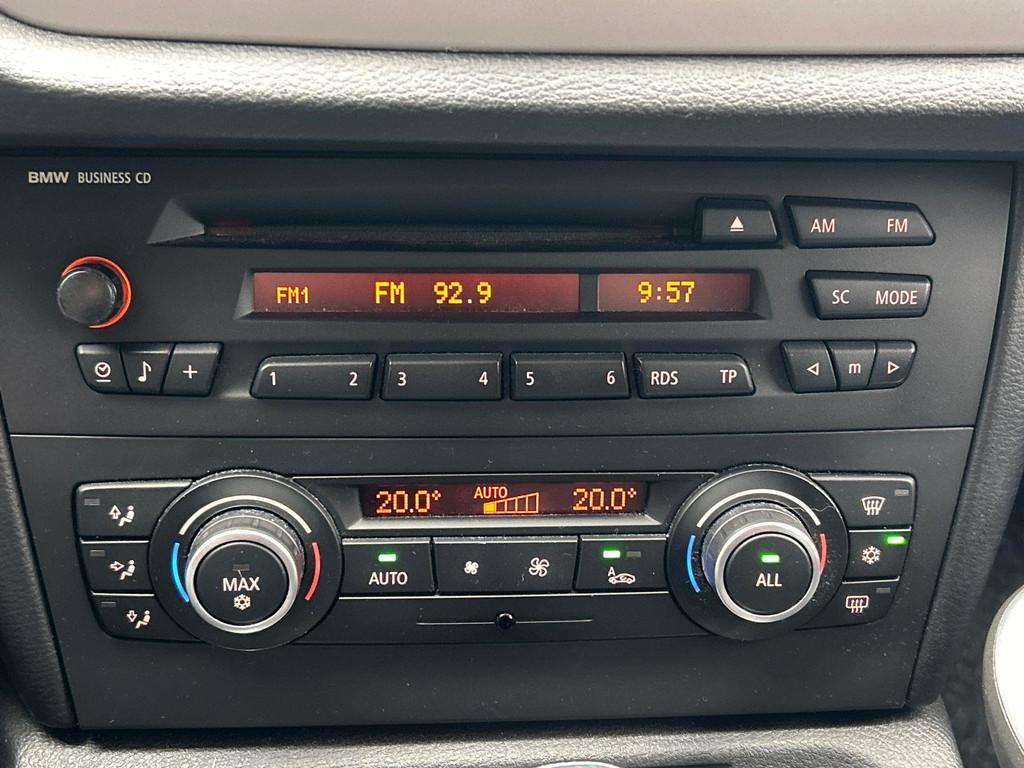 BMW BUSINESS CD
AM FM
FM1 FM 92.9 9:57
SC MODE
1 2 3 4 5 6 RDS TP m
20.0° AUTO 20.0°
MAX AUTO A ALL